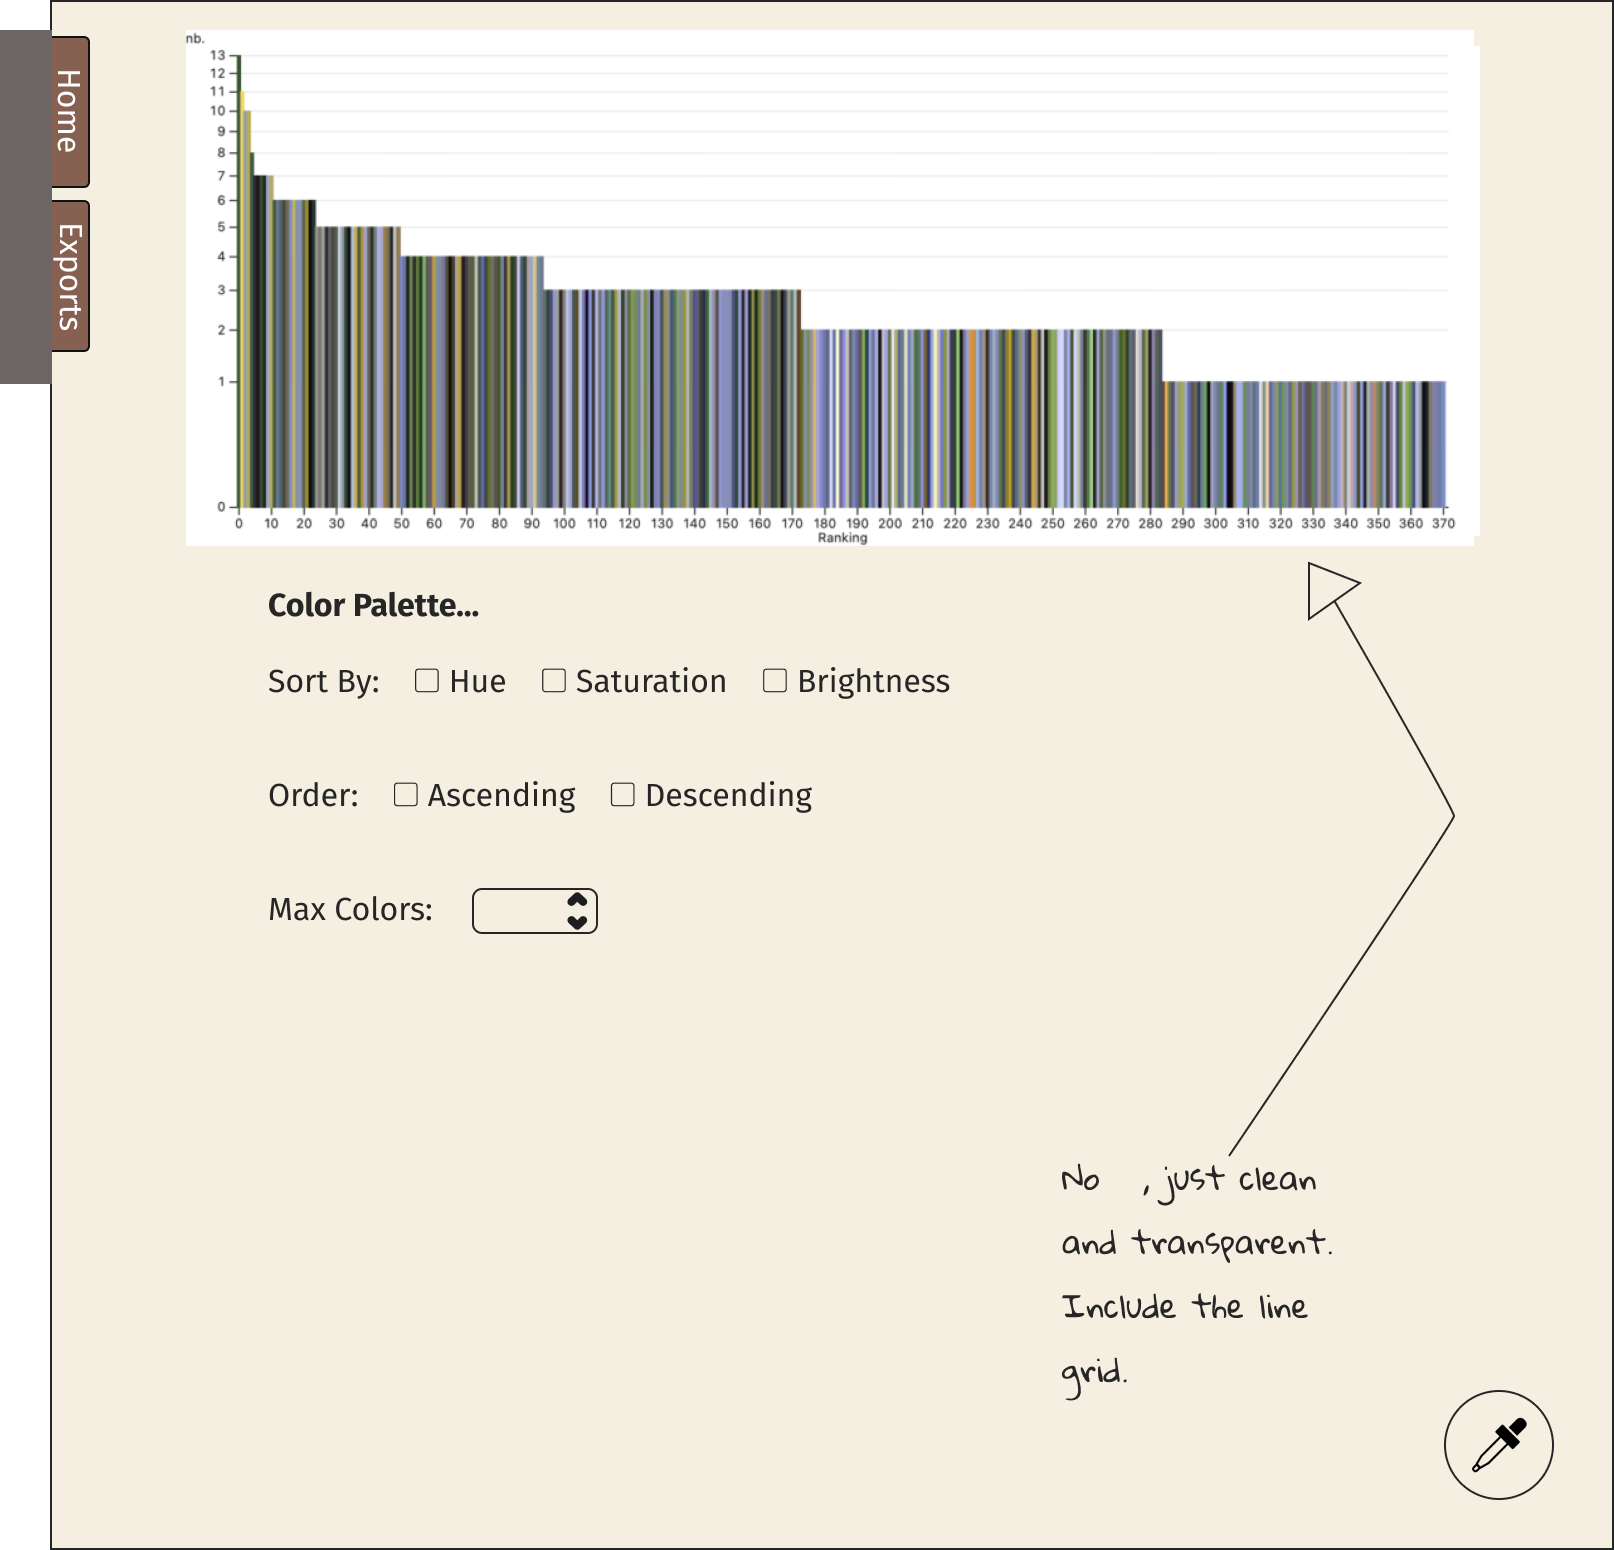 Home
Exports
nb.
13
12
11
10
9
8
7
6
5
4
3
2
1
0
0 10 20 30 40 50 60 70 80 90 100 110 120 130 140 150 160 170 180 190 200 210 220 230 240 250 260 270 280 290 300 310 320 330 340 350 360 370
Ranking
Color Palette...
Sort By: Hue Saturation Brightness
Order: Ascending Descending
Max Colors:
No , just clean
and transparent.
Include the line
grid.